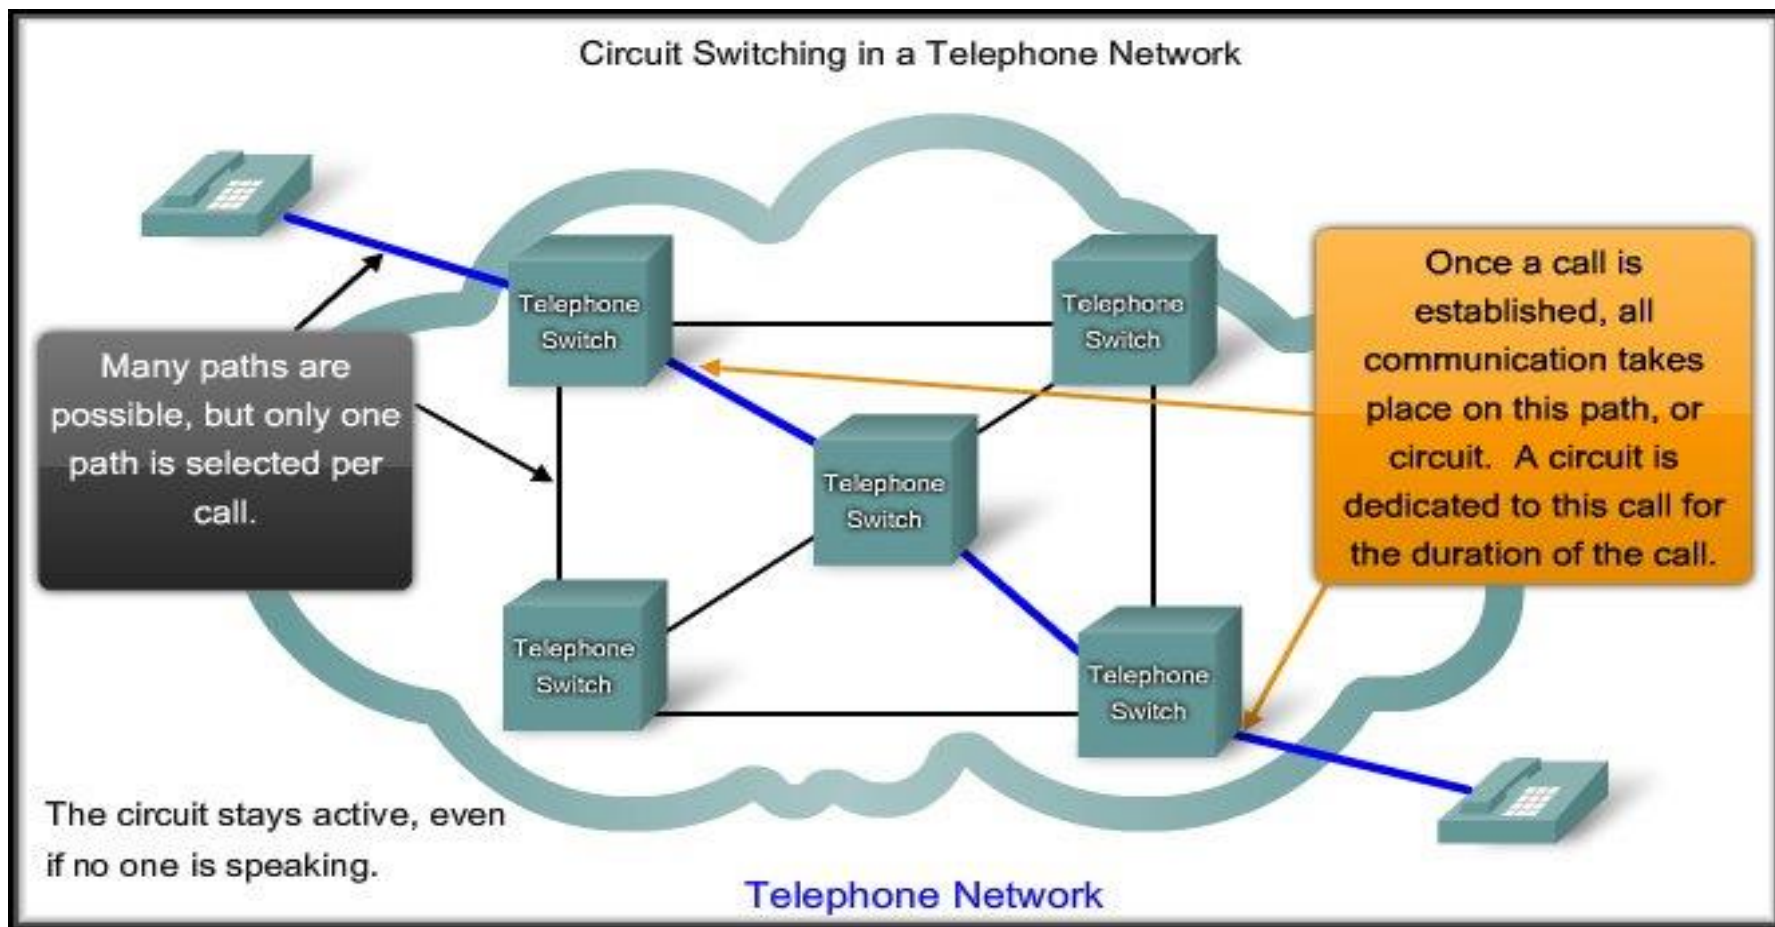 Circuit Switching in a Telephone Network
Telephone
Switch
Telephone
Switch
Once a call is
established, all
communication takes
place on this path, or
circuit.  A circuit is
dedicated to this call for
the duration of the call.
Many paths are
possible, but only one
path is selected per
call.
Telephone
Switch
Telephone
Switch
Telephone
Switch
The circuit stays active, even
if no one is speaking.
Telephone Network